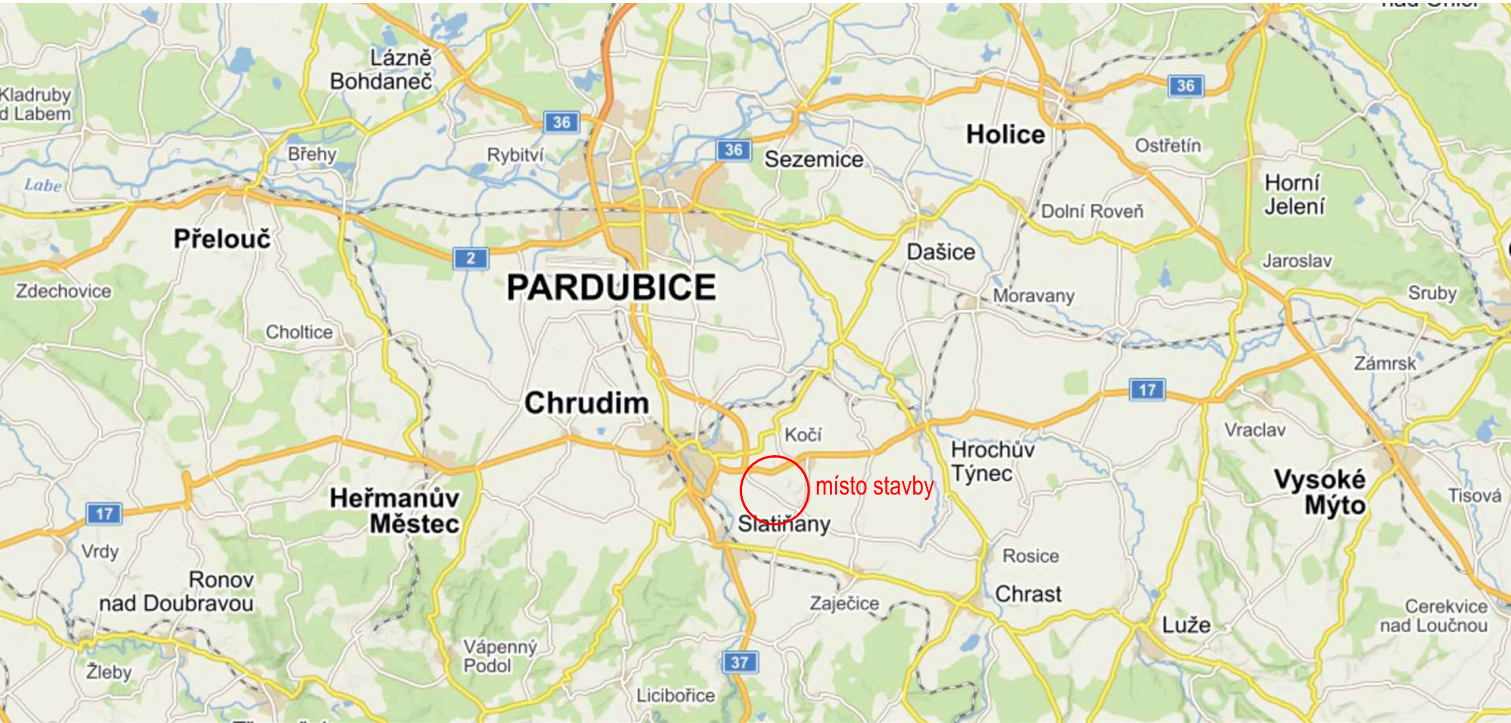 Lázně
Bohdaneč
Kladruby
d Labem
36
36
36
Holice
Ostřetín
Břehy
Rybitví
Sezemice
Labe
Horní
Jelení
Přelouč
Dolní Roveň
2
Dašice
Jaroslav
Zdechovice
PARDUBICE
Moravany
Sruby
Choltice
Zámrsk
Chrudim
17
Kočí
Vraclav
Hrochův
Týnec
místo stavby
Vysoké
Mýto
Heřmanův
Městec
Tisová
17
Slatiňany
Vrdy
Rosice
Ronov
nad Doubravou
Chrast
Zaječice
Cerekvice
nad Loučnou
Luže
Vápenný
Podol
37
Žleby
Licibořice